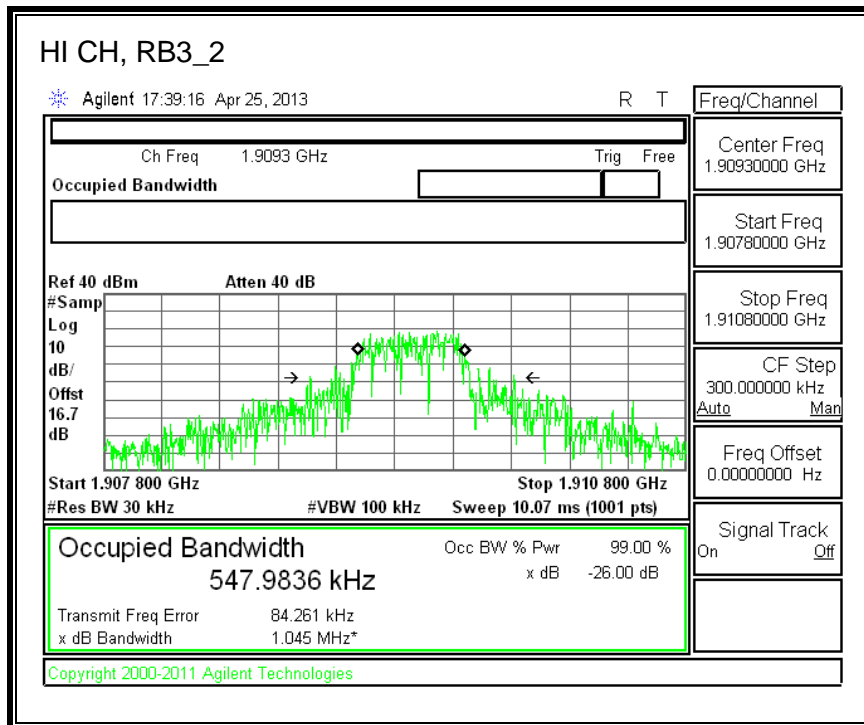 HI CH, RB3_2
Agilent 17:39:16 Apr 25, 2013 R T
Freq/Channel
Ch Freq 1.9093 GHz Trig Free
Occupied Bandwidth
Center Freq
1.90930000 GHz
Start Freq
1.90780000 GHz
Stop Freq
1.91080000 GHz
CF Step
300.000000 kHz
Auto Man
Freq Offset
0.00000000 Hz
Signal Track
On Off
Ref 40 dBm Atten 40 dB
#Samp
Log
10
dB/
Offst
16.7
dB
Start 1.907 800 GHz Stop 1.910 800 GHz
#Res BW 30 kHz #VBW 100 kHz Sweep 10.07 ms (1001 pts)
Occupied Bandwidth Occ BW % Pwr 99.00 %
547.9836 kHz x dB -26.00 dB
Transmit Freq Error 84.261 kHz
x dB Bandwidth 1.045 MHz*
Copyright 2000-2011 Agilent Technologies